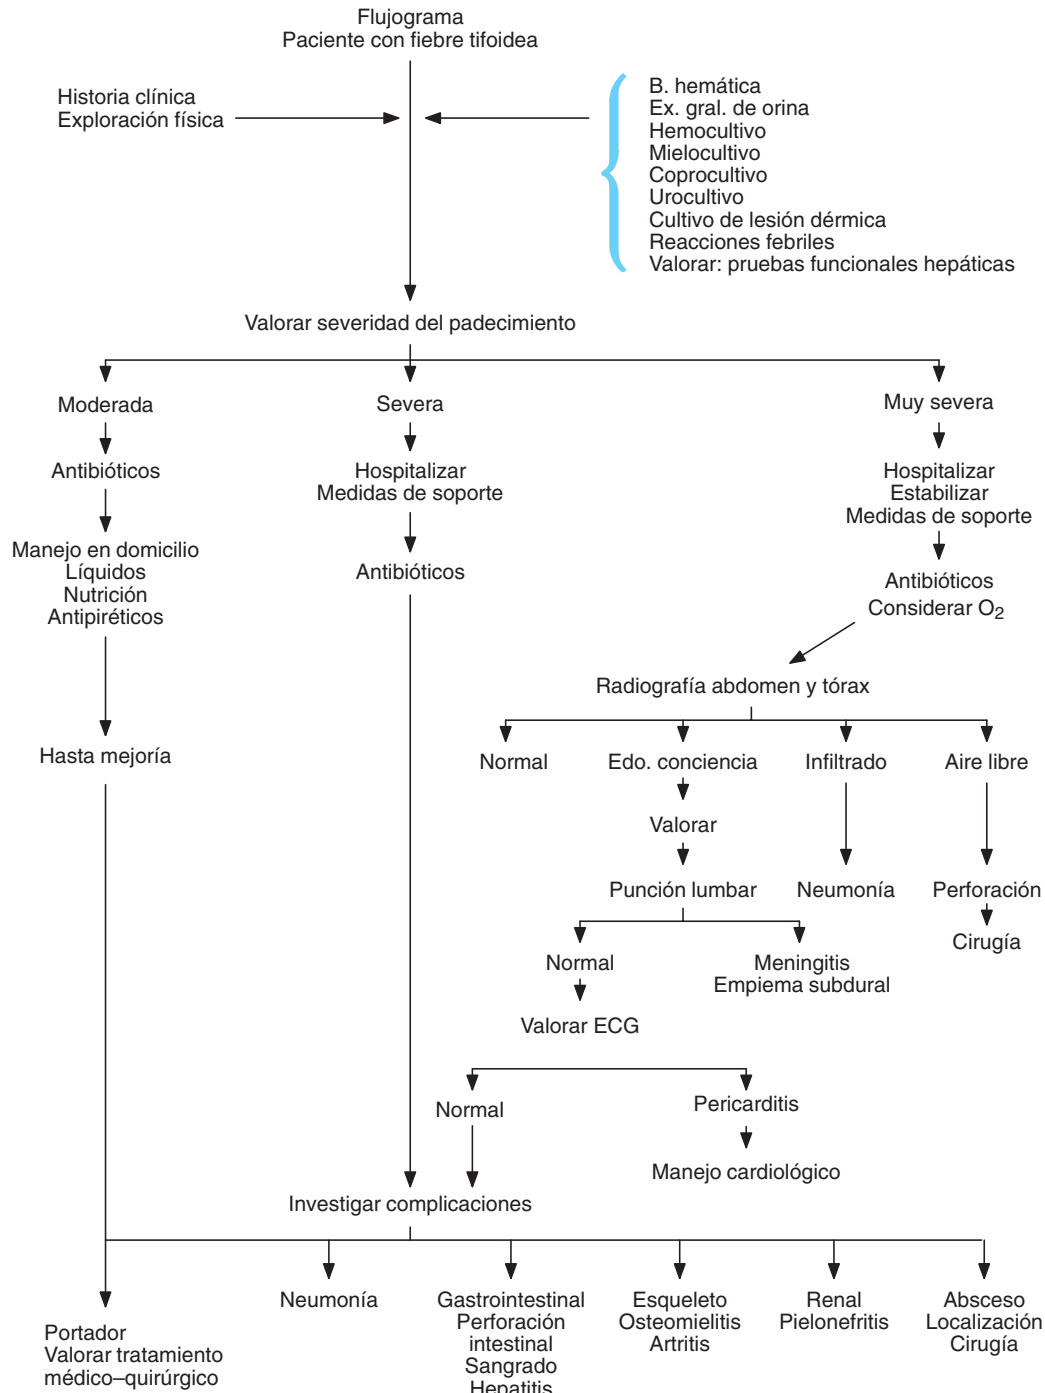 Flujograma
Paciente con fiebre tifoidea
Historia clínica
Exploración física
B. hemática
Ex. gral. de orina
Hemocultivo
Mielocultivo
Coprocultivo
Urocultivo
Cultivo de lesión dérmica
Reacciones febriles
Valorar: pruebas funcionales hepáticas
Valorar severidad del padecimiento
Moderada
Severa
Muy severa
Antibióticos
Hospitalizar
Medidas de soporte
Hospitalizar
Estabilizar
Medidas de soporte
Manejo en domicilio
Líquidos
Nutrición
Antipiréticos
Antibióticos
Antibióticos
Considerar O2
Radiografía abdomen y tórax
Hasta mejoría
Normal
Edo. conciencia
Infiltrado
Aire libre
Valorar
Punción lumbar
Neumonía
Perforación
Cirugía
Normal
Meningitis
Empiema subdural
Valorar ECG
Normal
Pericarditis
Manejo cardiológico
Investigar complicaciones
Portador
Valorar tratamiento
médico–quirúrgico
Neumonía
Gastrointestinal
Perforación
intestinal
Sangrado
Hepatitis
Esqueleto
Osteomielitis
Artritis
Renal
Pielonefritis
Absceso
Localización
Cirugía